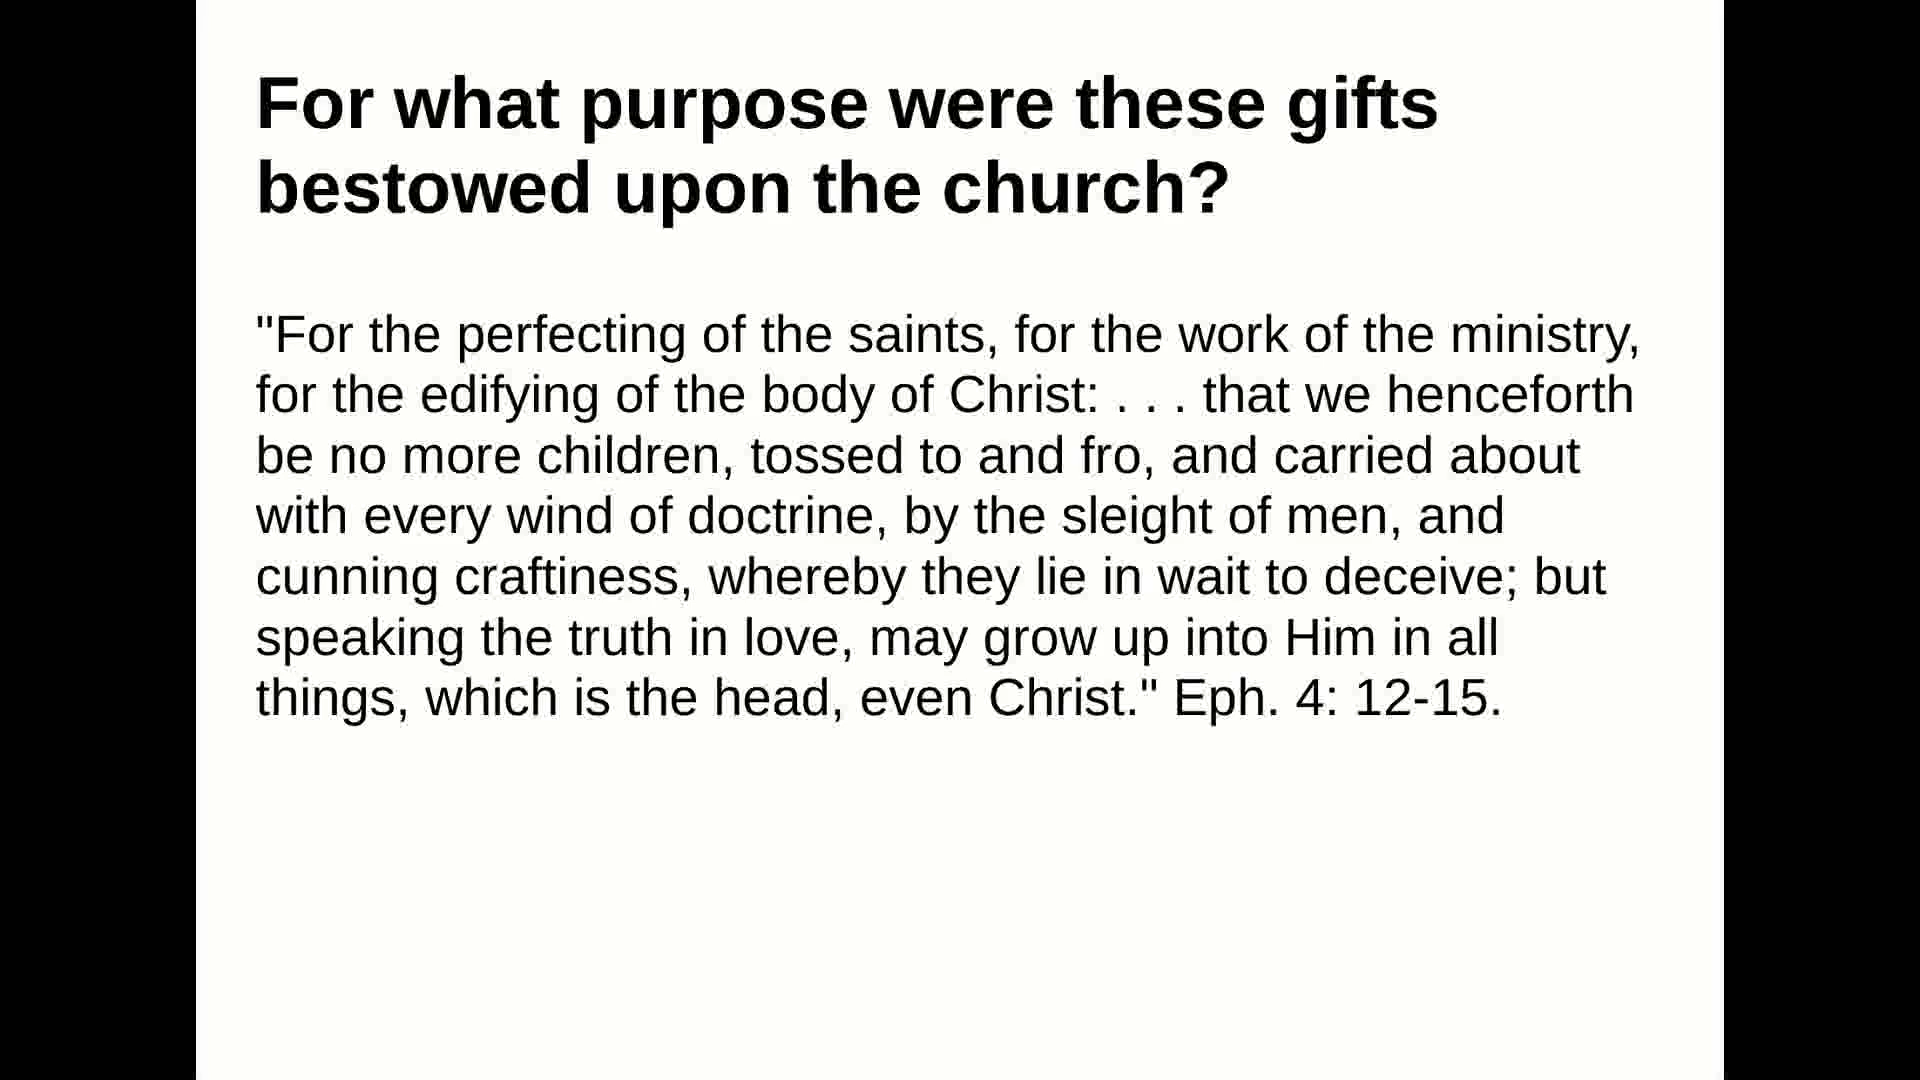 For what purpose were these gifts
bestowed upon the church?
"For the perfecting of the saints, for the work of the ministry,
for the edifying of the body of Christ: . . . that we henceforth
be no more children, tossed to and fro, and carried about
with every wind of doctrine, by the sleight of men, and
cunning craftiness, whereby they lie in wait to deceive; but
speaking the truth in love, may grow up into Him in all
things, which is the head, even Christ." Eph. 4: 12-15.